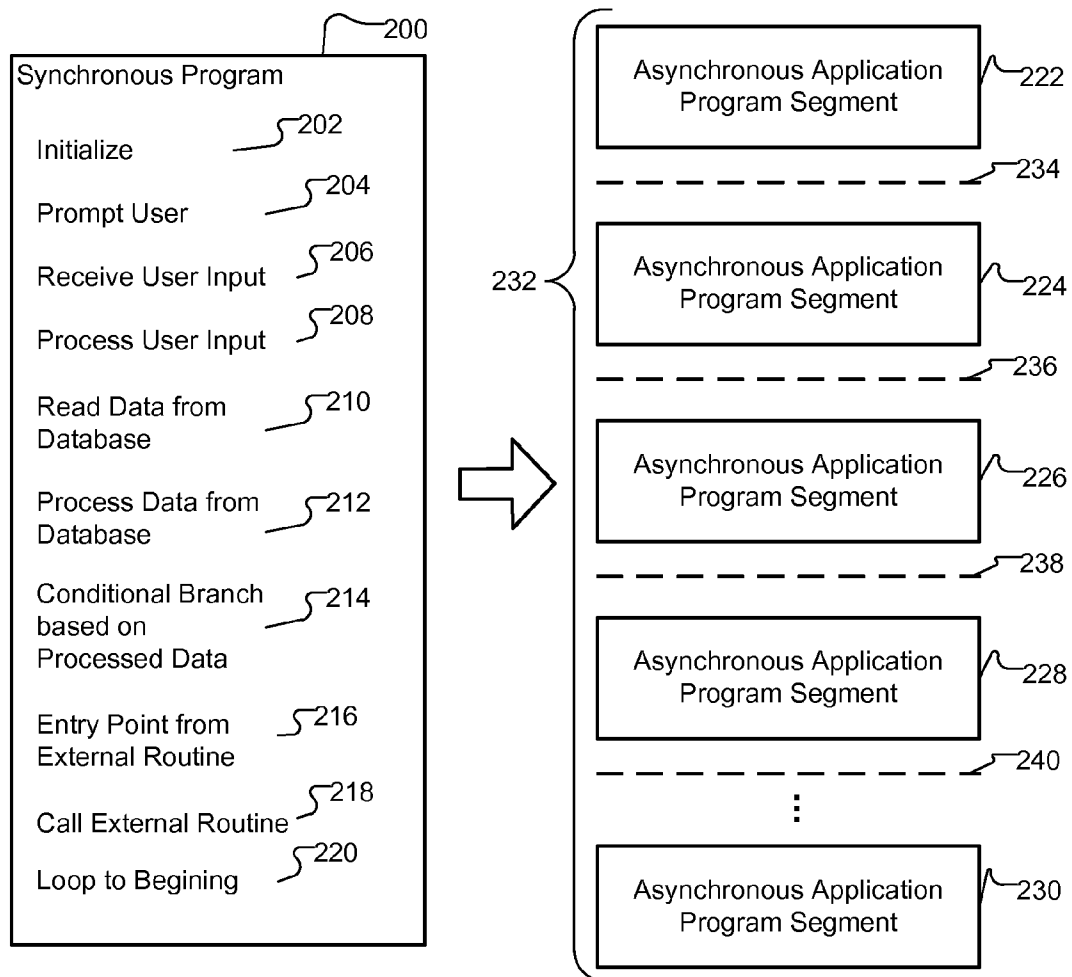 200
Synchronous Program
202
Initialize
204
Prompt User
206
Receive User Input
208
Process User Input
210
Read Data from
Database
212
Process Data from
Database
214
Conditional Branch
based on
Processed Data
216
Entry Point from
External Routine
218
Call External Routine
220
Loop to Begining
232
Asynchronous Application
Program Segment
222
234
Asynchronous Application
Program Segment
224
236
Asynchronous Application
Program Segment
226
238
Asynchronous Application
Program Segment
228
240
Asynchronous Application
Program Segment
230